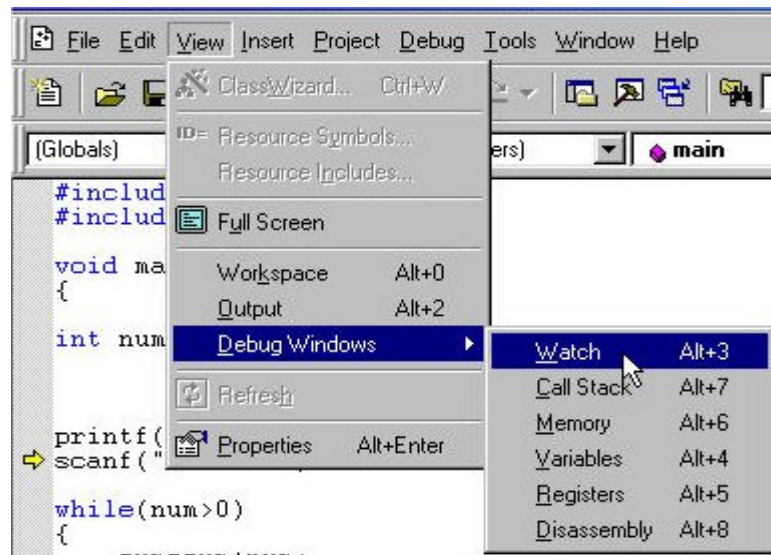 File Edit View Insert Project Debug Tools Window Help
ClassWizard... Ctrl+W
(Globals) ers) main
ID= Resource Symbols...
Resource Includes...
Full Screen
Workspace Alt+0
Output Alt+2
Debug Windows
Refresh
Properties Alt+Enter
Watch Alt+3
Call Stack Alt+7
Memory Alt+6
Variables Alt+4
Registers Alt+5
Disassembly Alt+8
#includ
#includ
void ma
{
int num
printf(
scanf("
while(num>0)
{